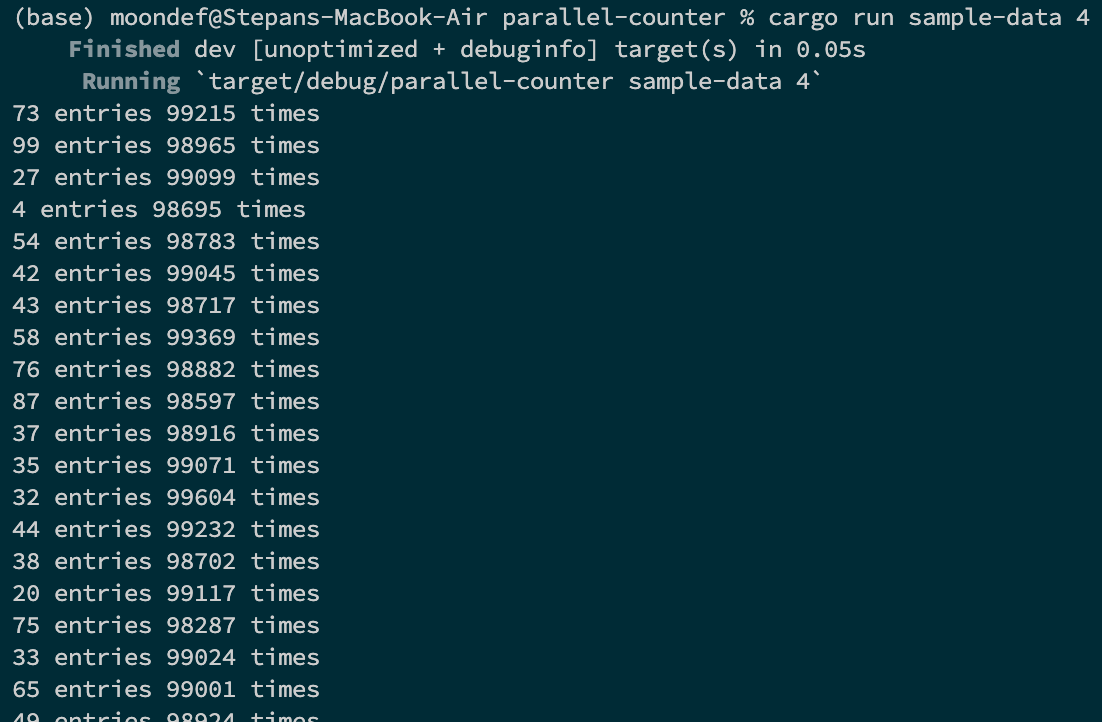 (base) moondef@Stepans-MacBook-Air parallel-counter % cargo run sample-data 4
Finished dev [unoptimized + debuginfo] target(s) in 0.05s
Running `target/debug/parallel-counter sample-data 4`
73 entries 99215 times
99 entries 98965 times
27 entries 99099 times
4 entries 98695 times
54 entries 98783 times
42 entries 99045 times
43 entries 98717 times
58 entries 99369 times
76 entries 98882 times
87 entries 98597 times
37 entries 98916 times
35 entries 99071 times
32 entries 99604 times
44 entries 99232 times
38 entries 98702 times
20 entries 99117 times
75 entries 98287 times
33 entries 99024 times
65 entries 99001 times
49 entries 98924 times